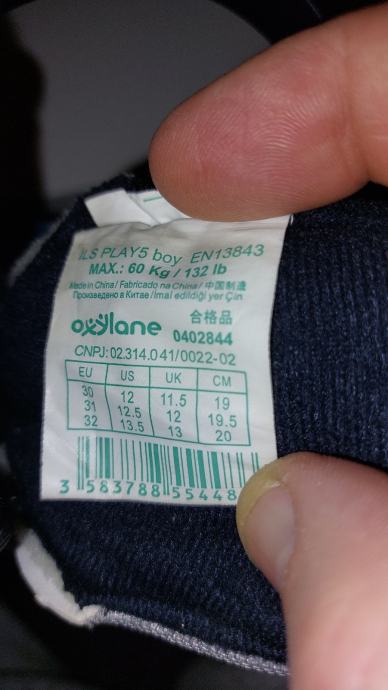 ILS PLAY5 boy EN13843
MAX.: 60 Kg / 132 lb
Made in China / Fabricado na China / 中国制造
Произведено в Китае / İmal edildiği yer Çin
oxylane 合格品
0402844
CNPJ: 02.314.041/0022-02
EU US UK CM
30 12 11.5 19
31 12.5 12 19.5
32 13.5 13 20
3 583788 55448